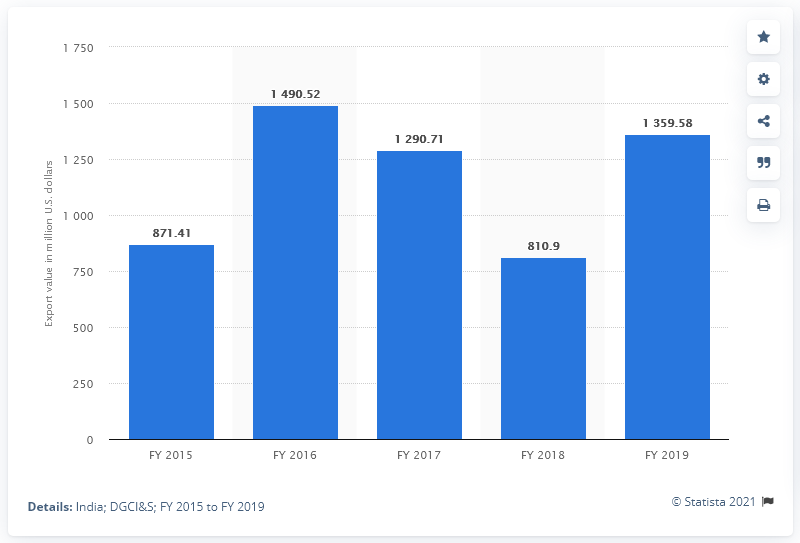 1 750
1 500
1 250
1 000
750
500
250
0
Export value in million U.S. dollars
871.41
1 490.52
1 290.71
810.9
1 359.58
FY 2015
FY 2016
FY 2017
FY 2018
FY 2019
Details: India; DGCI&S; FY 2015 to FY 2019
© Statista 2021